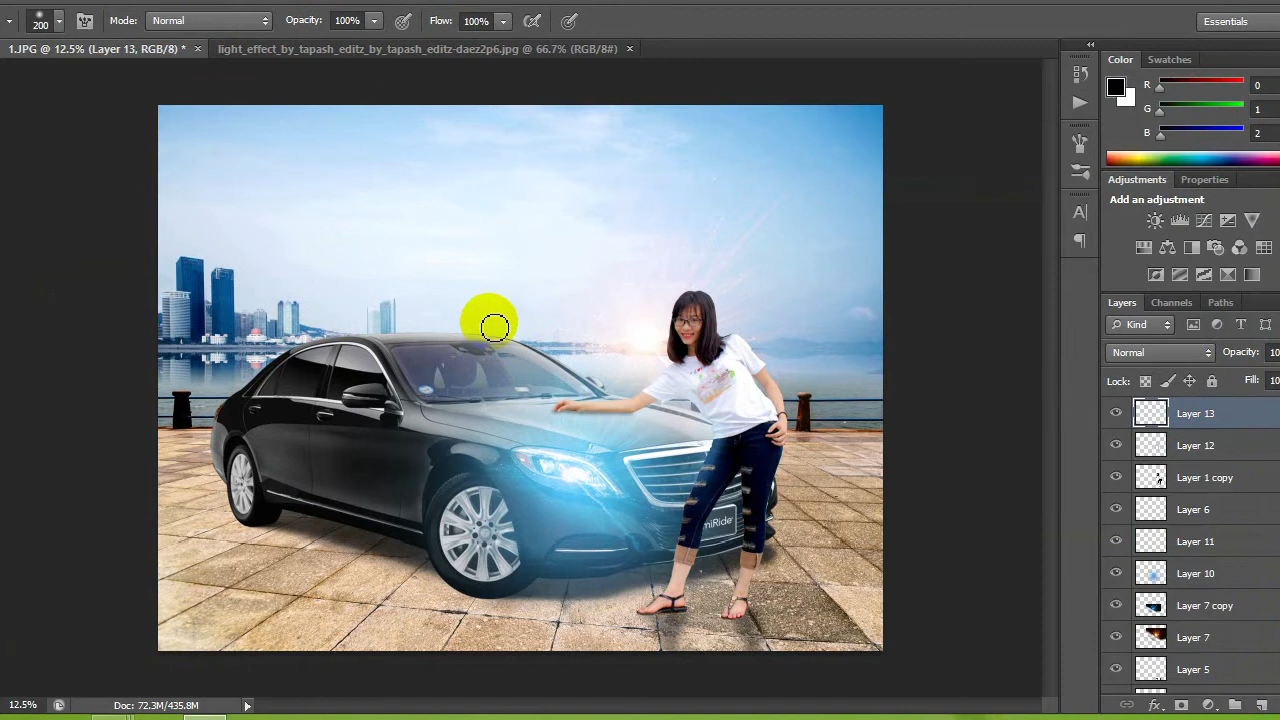 200 Mode: Normal Opacity: 100% Flow: 100% Essentials
1.JPG @ 12.5% (Layer 13, RGB/8) * × light_effect_by_tapash_editz_by_tapash_editz-daez2p6.jpg @ 66.7% (RGB/8#) ×
Color Swatches
R 0
G 1
B 2
Adjustments Properties
Add an adjustment
Layers Channels Paths
Kind
Normal Opacity: 10
Lock: Fill: 10
Layer 13
Layer 12
Layer 1 copy
Layer 6
Layer 11
Layer 10
Layer 7 copy
Layer 7
Layer 5
miRide
12.5% Doc: 72.3M/435.8M